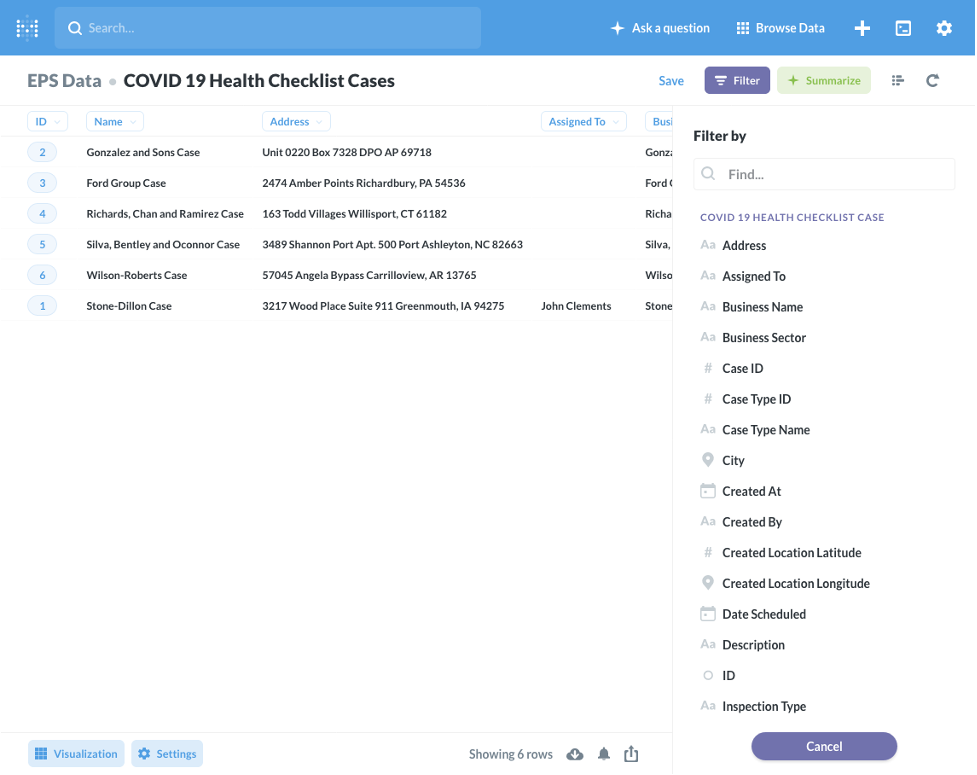 Search...
Ask a question
Browse Data
EPS Data • COVID 19 Health Checklist Cases
Save
Filter
Summarize
ID Name Address Assigned To Busi
2 Gonzalez and Sons Case Unit 0220 Box 7328 DPO AP 69718 Gonza
3 Ford Group Case 2474 Amber Points Richardbury, PA 54536 Ford G
4 Richards, Chan and Ramirez Case 163 Todd Villages Willisport, CT 61182 Richa
5 Silva, Bentley and Oconnor Case 3489 Shannon Port Apt. 500 Port Ashleyton, NC 82663 Silva,
6 Wilson-Roberts Case 57045 Angela Bypass Carrilloview, AR 13765 Wilso
1 Stone-Dillon Case 3217 Wood Place Suite 911 Greenmouth, IA 94275 John Clements Stone
Filter by
Find...
COVID 19 HEALTH CHECKLIST CASE
Aa Address
Aa Assigned To
Aa Business Name
Aa Business Sector
# Case ID
# Case Type ID
Aa Case Type Name
City
Created At
Aa Created By
# Created Location Latitude
Created Location Longitude
Date Scheduled
Aa Description
ID
Aa Inspection Type
Cancel
Visualization
Settings
Showing 6 rows